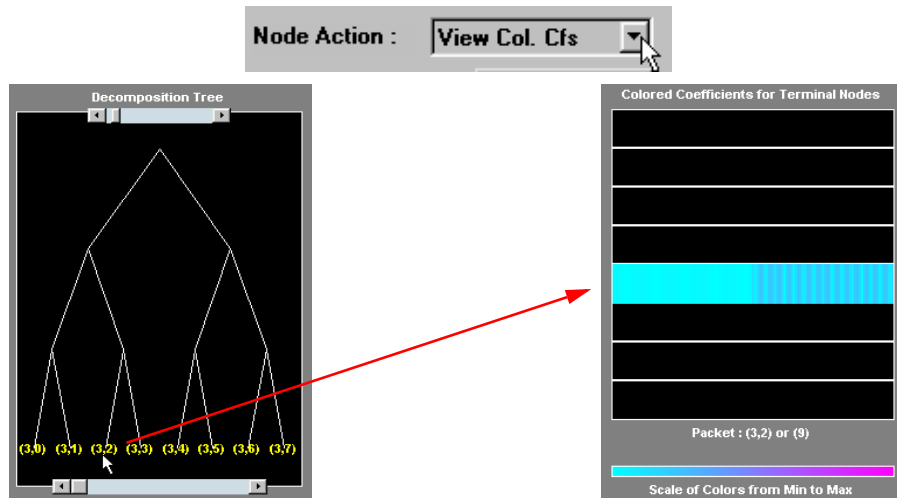 Node Action : View Col. Cfs
Decomposition Tree
(3,0) (3,1) (3,2) (3,3) (3,4) (3,5) (3,6) (3,7)
Colored Coefficients for Terminal Nodes
Packet : (3,2) or (9)
Scale of Colors from Min to Max